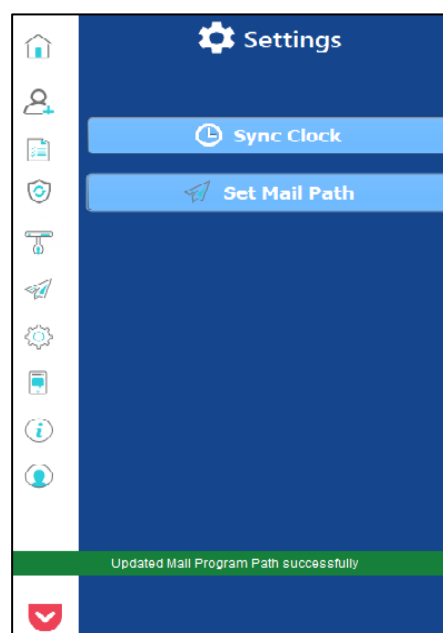 Settings
Sync Clock
Set Mail Path
Updated Mail Program Path successfully